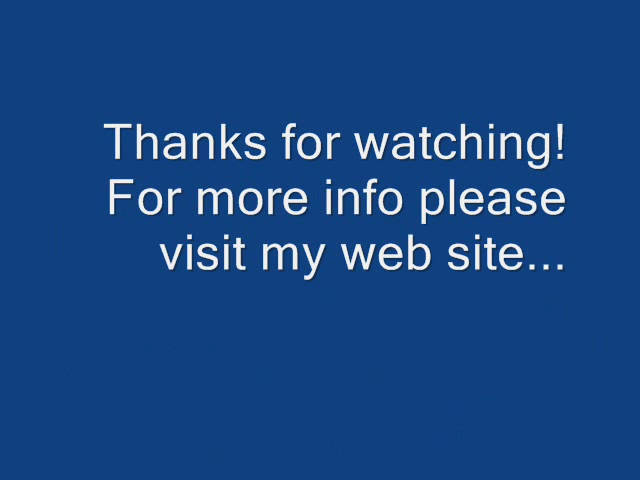 Thanks for watching!
For more info please
visit my web site...